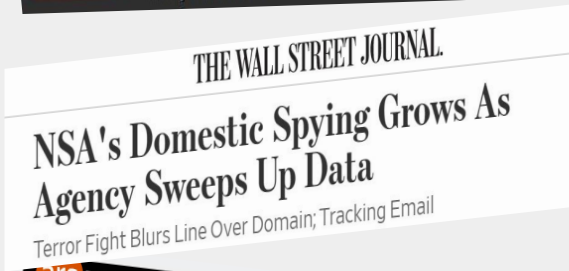 THE WALL STREET JOURNAL.
NSA's Domestic Spying Grows As
Agency Sweeps Up Data
Terror Fight Blurs Line Over Domain; Tracking Email